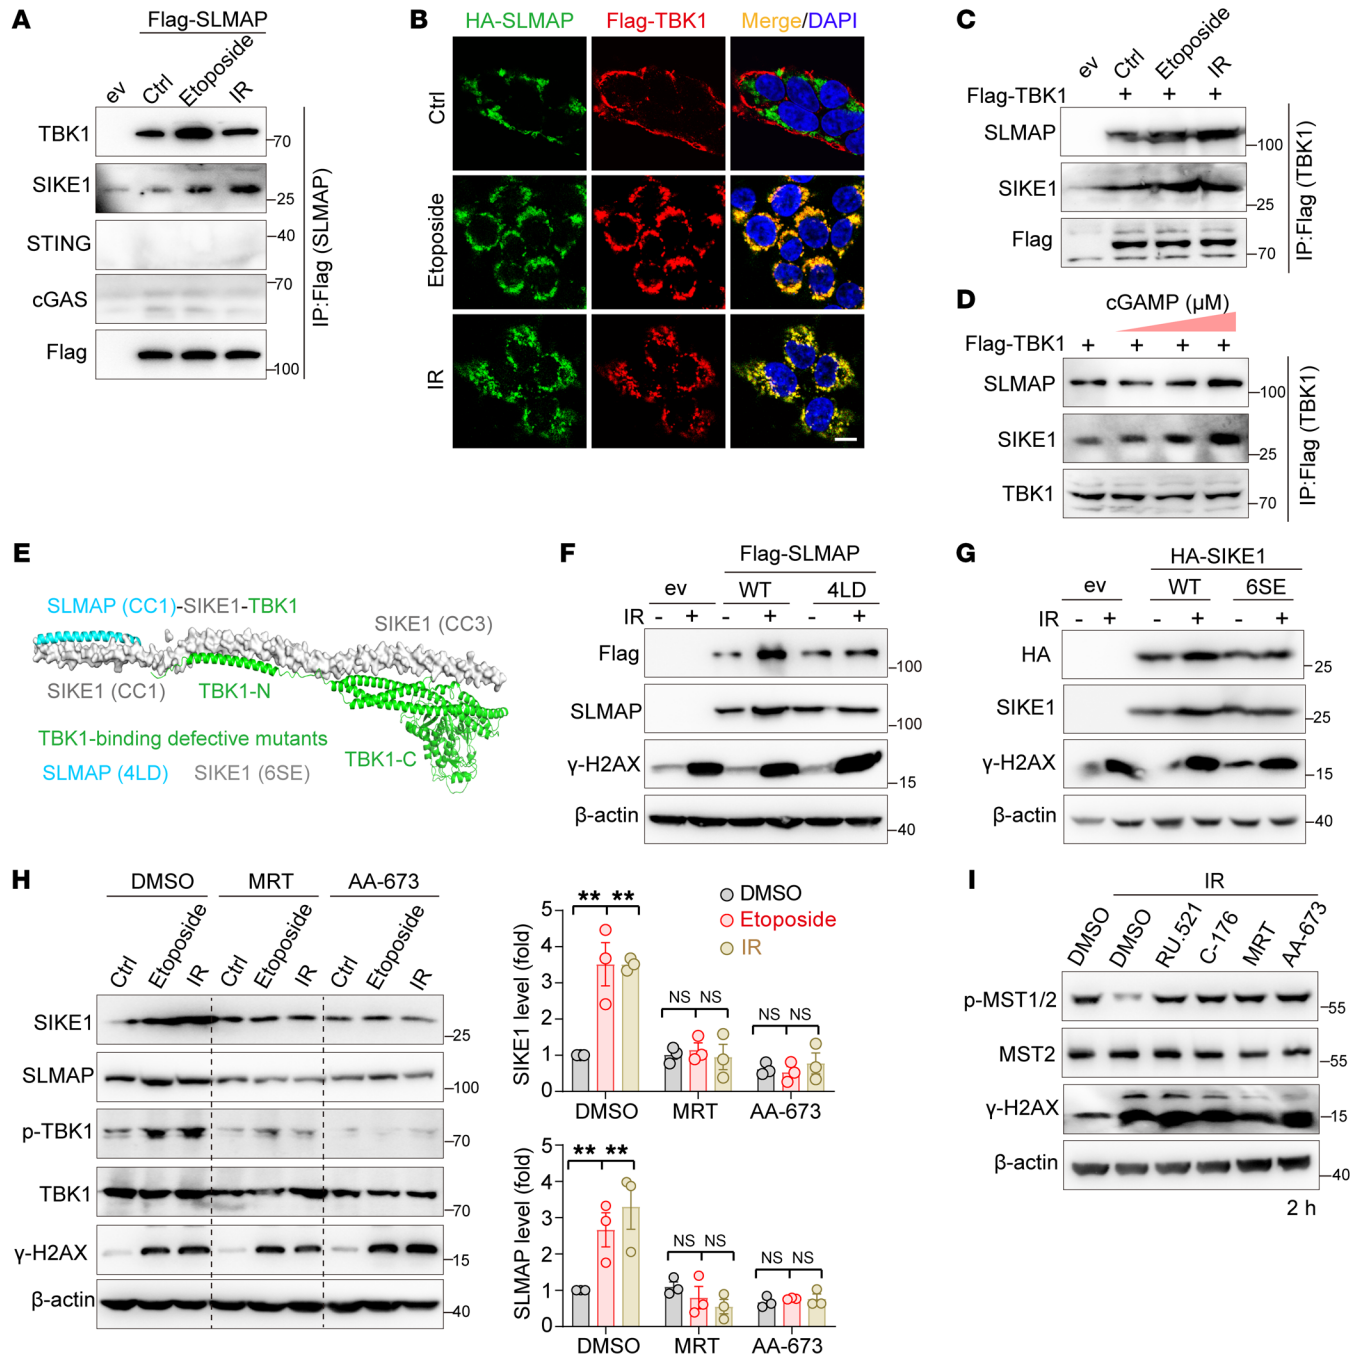 A
Flag-SLMAP
ev
Ctrl
Etoposide
IR
TBK1
70
SIKE1
25
STING
40
cGAS
70
Flag
100
IP:Flag (SLMAP)
B
HA-SLMAP
Flag-TBK1
Merge/DAPI
Ctrl
Etoposide
IR
C
ev
Ctrl
Etoposide
IR
Flag-TBK1 + + +
SLMAP
100
SIKE1
25
Flag
70
IP:Flag (TBK1)
D
cGAMP (μM)
Flag-TBK1 + + + +
SLMAP
100
SIKE1
25
TBK1
70
IP:Flag (TBK1)
E
SLMAP (CC1)-SIKE1-TBK1
SIKE1 (CC3)
SIKE1 (CC1)
TBK1-N
TBK1-C
TBK1-binding defective mutants
SLMAP (4LD)
SIKE1 (6SE)
F
Flag-SLMAP
ev WT 4LD
IR - + - + - +
Flag
100
SLMAP
100
γ-H2AX
15
β-actin
40
G
HA-SIKE1
ev WT 6SE
IR - + - + - +
HA
25
SIKE1
25
γ-H2AX
15
β-actin
40
H
DMSO MRT AA-673
Ctrl Etoposide IR Ctrl Etoposide IR Ctrl Etoposide IR
SIKE1
25
SLMAP
100
p-TBK1
70
TBK1
70
γ-H2AX
15
β-actin
40
DMSO
Etoposide
IR
SIKE1 level (fold)
5
4
3
2
1
0
** **
NS NS
NS NS
DMSO MRT AA-673
SLMAP level (fold)
5
4
3
2
1
0
** **
NS NS
NS NS
DMSO MRT AA-673
I
IR
DMSO
DMSO
RU.521
C-176
MRT
AA-673
p-MST1/2
55
MST2
55
γ-H2AX
15
β-actin
40
2 h